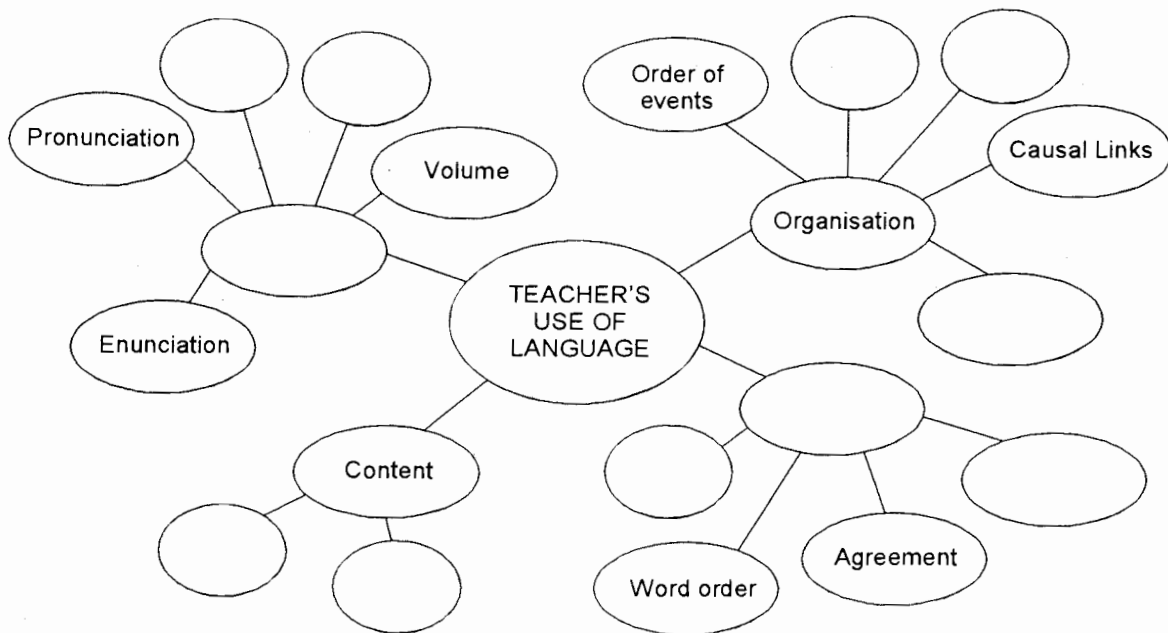 Order of
events
Pronunciation
Volume
Causal Links
Organisation
TEACHER'S
USE OF
LANGUAGE
Enunciation
Content
Word order
Agreement